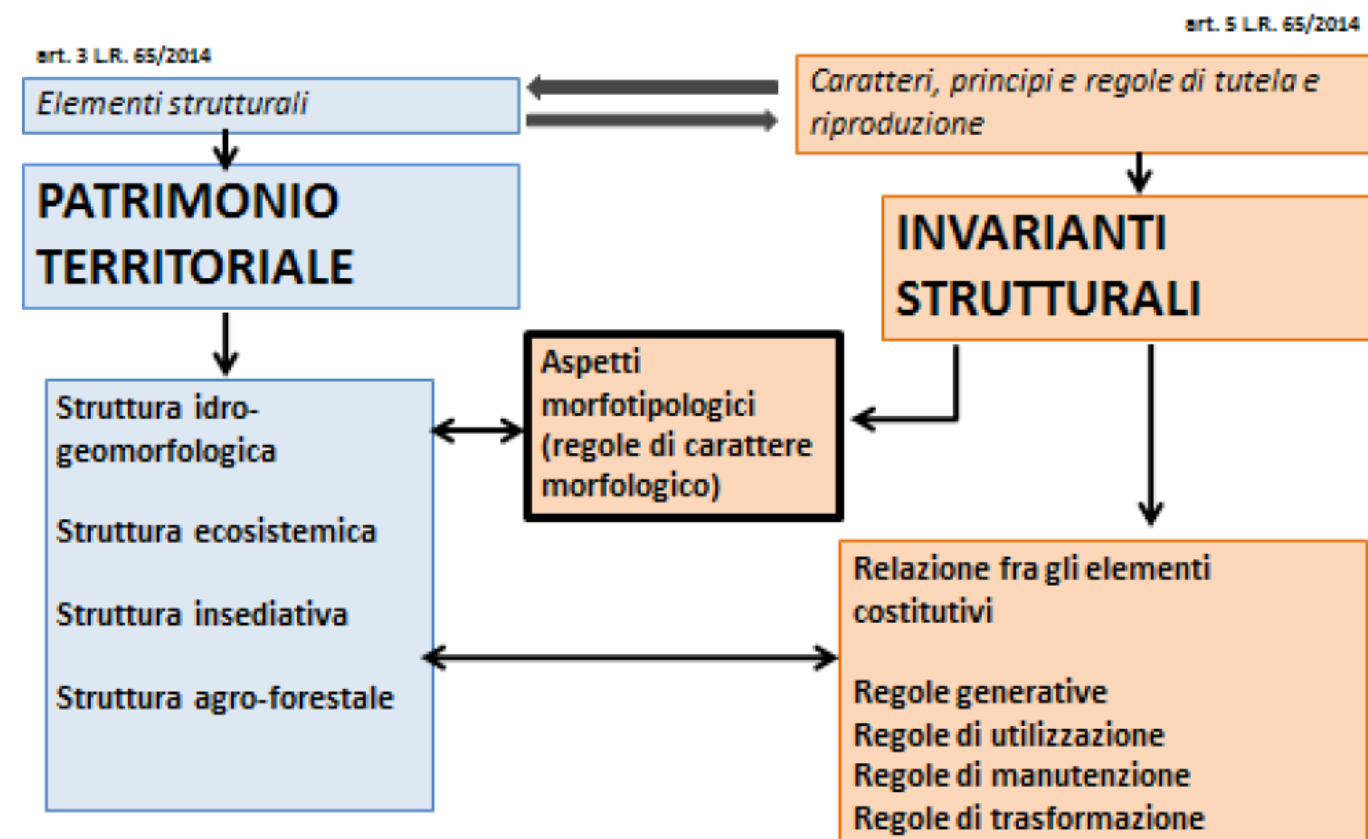 art. 5 L.R. 65/2014
art. 3 L.R. 65/2014
Elementi strutturali
Caratteri, principi e regole di tutela e
riproduzione
PATRIMONIO
TERRITORIALE
INVARIANTI
STRUTTURALI
Aspetti
morfotipologici
(regole di carattere
morfologico)
Struttura idro-
geomorfologica
Struttura ecosistemica
Struttura insediativa
Struttura agro-forestale
Relazione fra gli elementi
costitutivi
Regole generative
Regole di utilizzazione
Regole di manutenzione
Regole di trasformazione